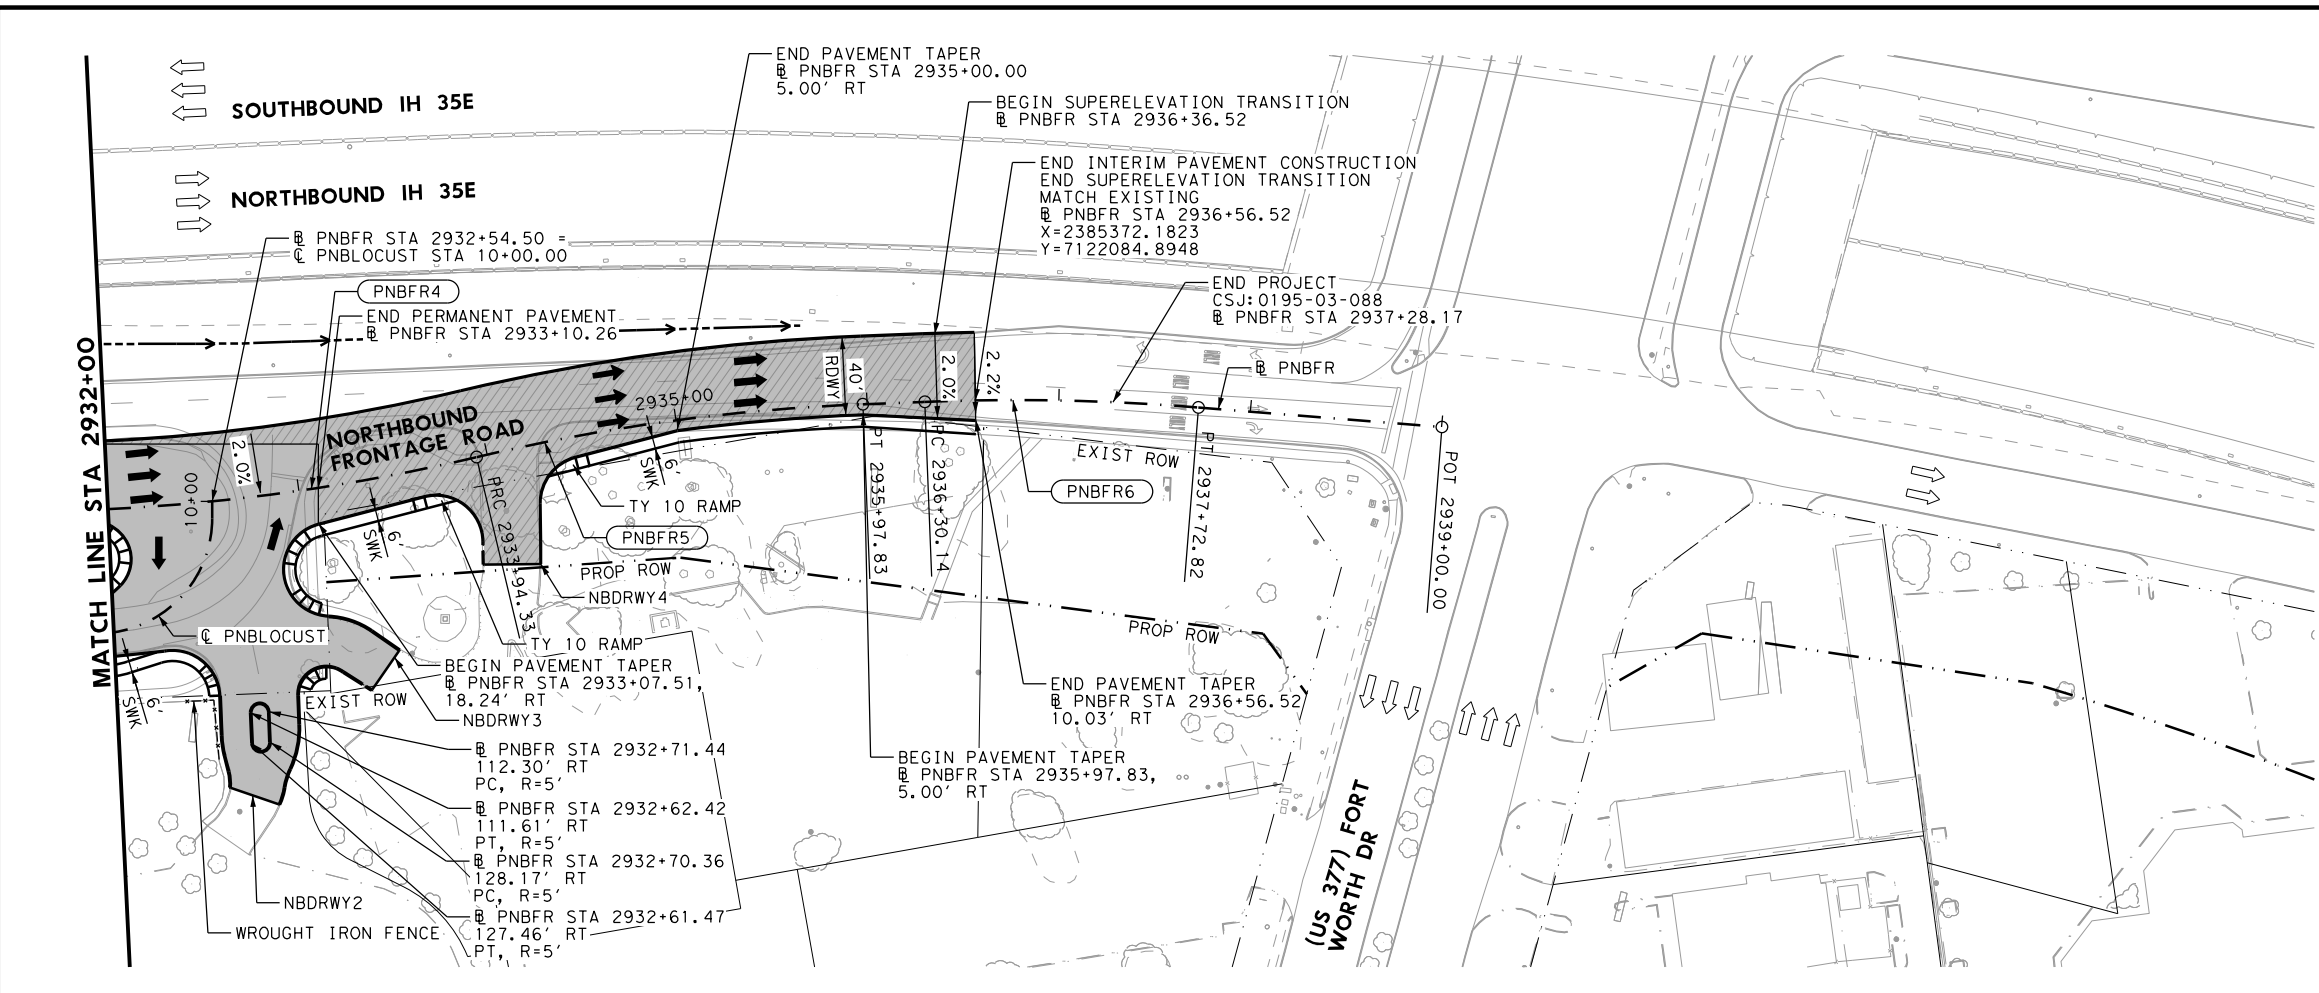 END PAVEMENT TAPER
℄ PNBFR STA 2935+00.00
5.00' RT
BEGIN SUPERELEVATION TRANSITION
℄ PNBFR STA 2936+36.52
SOUTHBOUND IH 35E
END INTERIM PAVEMENT CONSTRUCTION
END SUPERELEVATION TRANSITION
MATCH EXISTING
℄ PNBFR STA 2936+56.52
X=2385372.1823
Y=7122084.8948
NORTHBOUND IH 35E
℄ PNBFR STA 2932+54.50 =
℄ PNBLOCUST STA 10+00.00
END PROJECT
CSJ:0195-03-088
℄ PNBFR STA 2937+28.17
PNBFR4
END PERMANENT PAVEMENT
℄ PNBFR STA 2933+10.26
MATCH LINE STA 2932+00
40'
RDWY
2.0%
2.2%
℄ PNBFR
2935+00
NORTHBOUND
FRONTAGE ROAD
2.0%
10+00
6'
SWK
6'
SWK
PRC 2933+94.33
PT 2935+97.83
PC 2936+30.14
EXIST ROW
PNBFR6
PT 2937+72.82
POT 2939+00.00
TY 10 RAMP
PNBFR5
PROP ROW
NBDRWY4
PROP ROW
℄ PNBLOCUST
TY 10 RAMP
BEGIN PAVEMENT TAPER
℄ PNBFR STA 2933+07.51,
18.24' RT
EXIST ROW
NBDRWY3
6'
SWK
END PAVEMENT TAPER
℄ PNBFR STA 2936+56.52
10.03' RT
℄ PNBFR STA 2932+71.44
112.30' RT
PC, R=5'
BEGIN PAVEMENT TAPER
℄ PNBFR STA 2935+97.83,
5.00' RT
℄ PNBFR STA 2932+62.42
111.61' RT
PT, R=5'
℄ PNBFR STA 2932+70.36
128.17' RT
PC, R=5'
℄ PNBFR STA 2932+61.47
127.46' RT
PT, R=5'
NBDRWY2
WROUGHT IRON FENCE
(US 377) FORT
WORTH DR